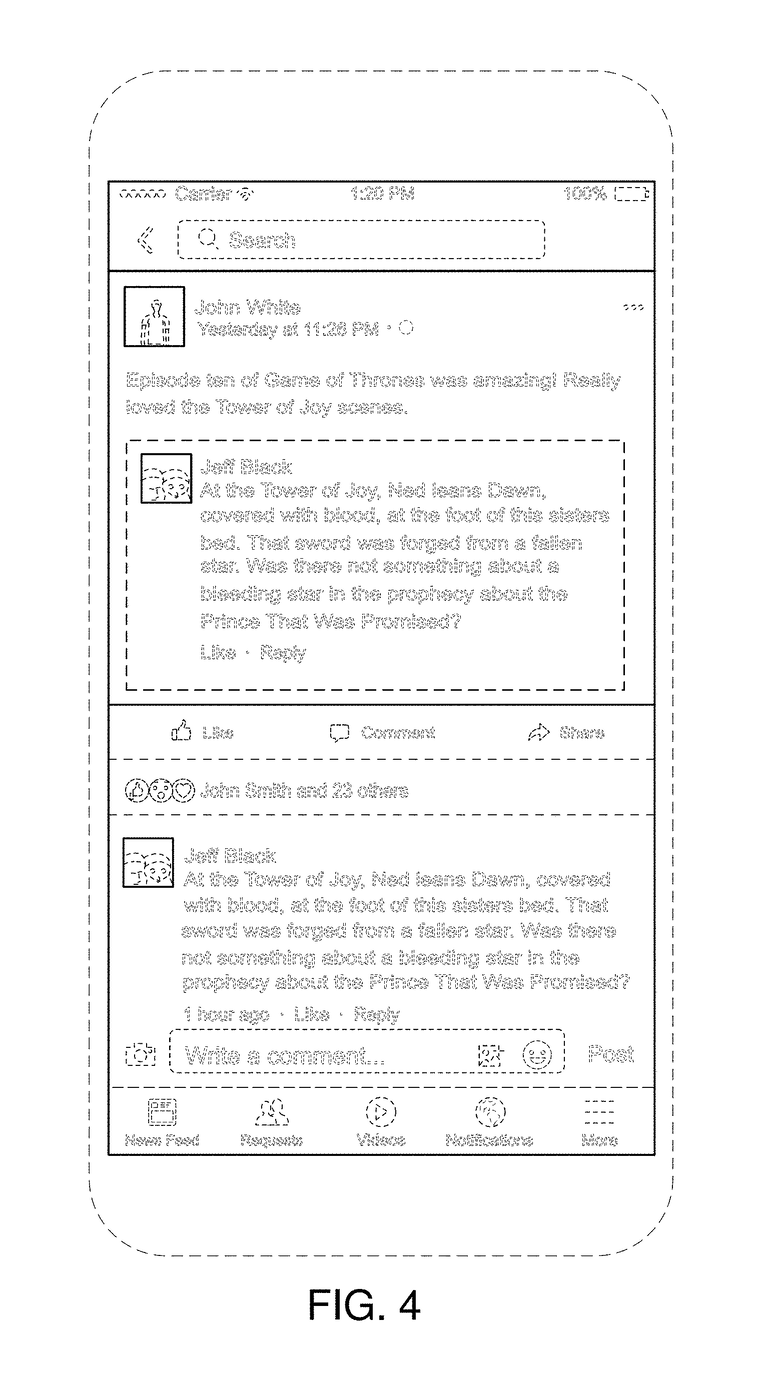 Carrier 1:20 PM 100%
Search
John White
Yesterday at 11:26 PM ·
Episode ten of Game of Thrones was amazing! Really
loved the Tower of Joy scenes.
Jeff Black
At the Tower of Joy, Ned leans Dawn,
covered with blood, at the foot of this sisters
bed. That sword was forged from a fallen
star. Was there not something about a
bleeding star in the prophecy about the
Prince That Was Promised?
Like · Reply
Like Comment Share
John Smith and 23 others
Jeff Black
At the Tower of Joy, Ned leans Dawn, covered
with blood, at the foot of this sisters bed. That
sword was forged from a fallen star. Was there
not something about a bleeding star in the
prophecy about the Prince That Was Promised?
1 hour ago · Like · Reply
Write a comment... Post
News Feed Requests Videos Notifications More
FIG. 4